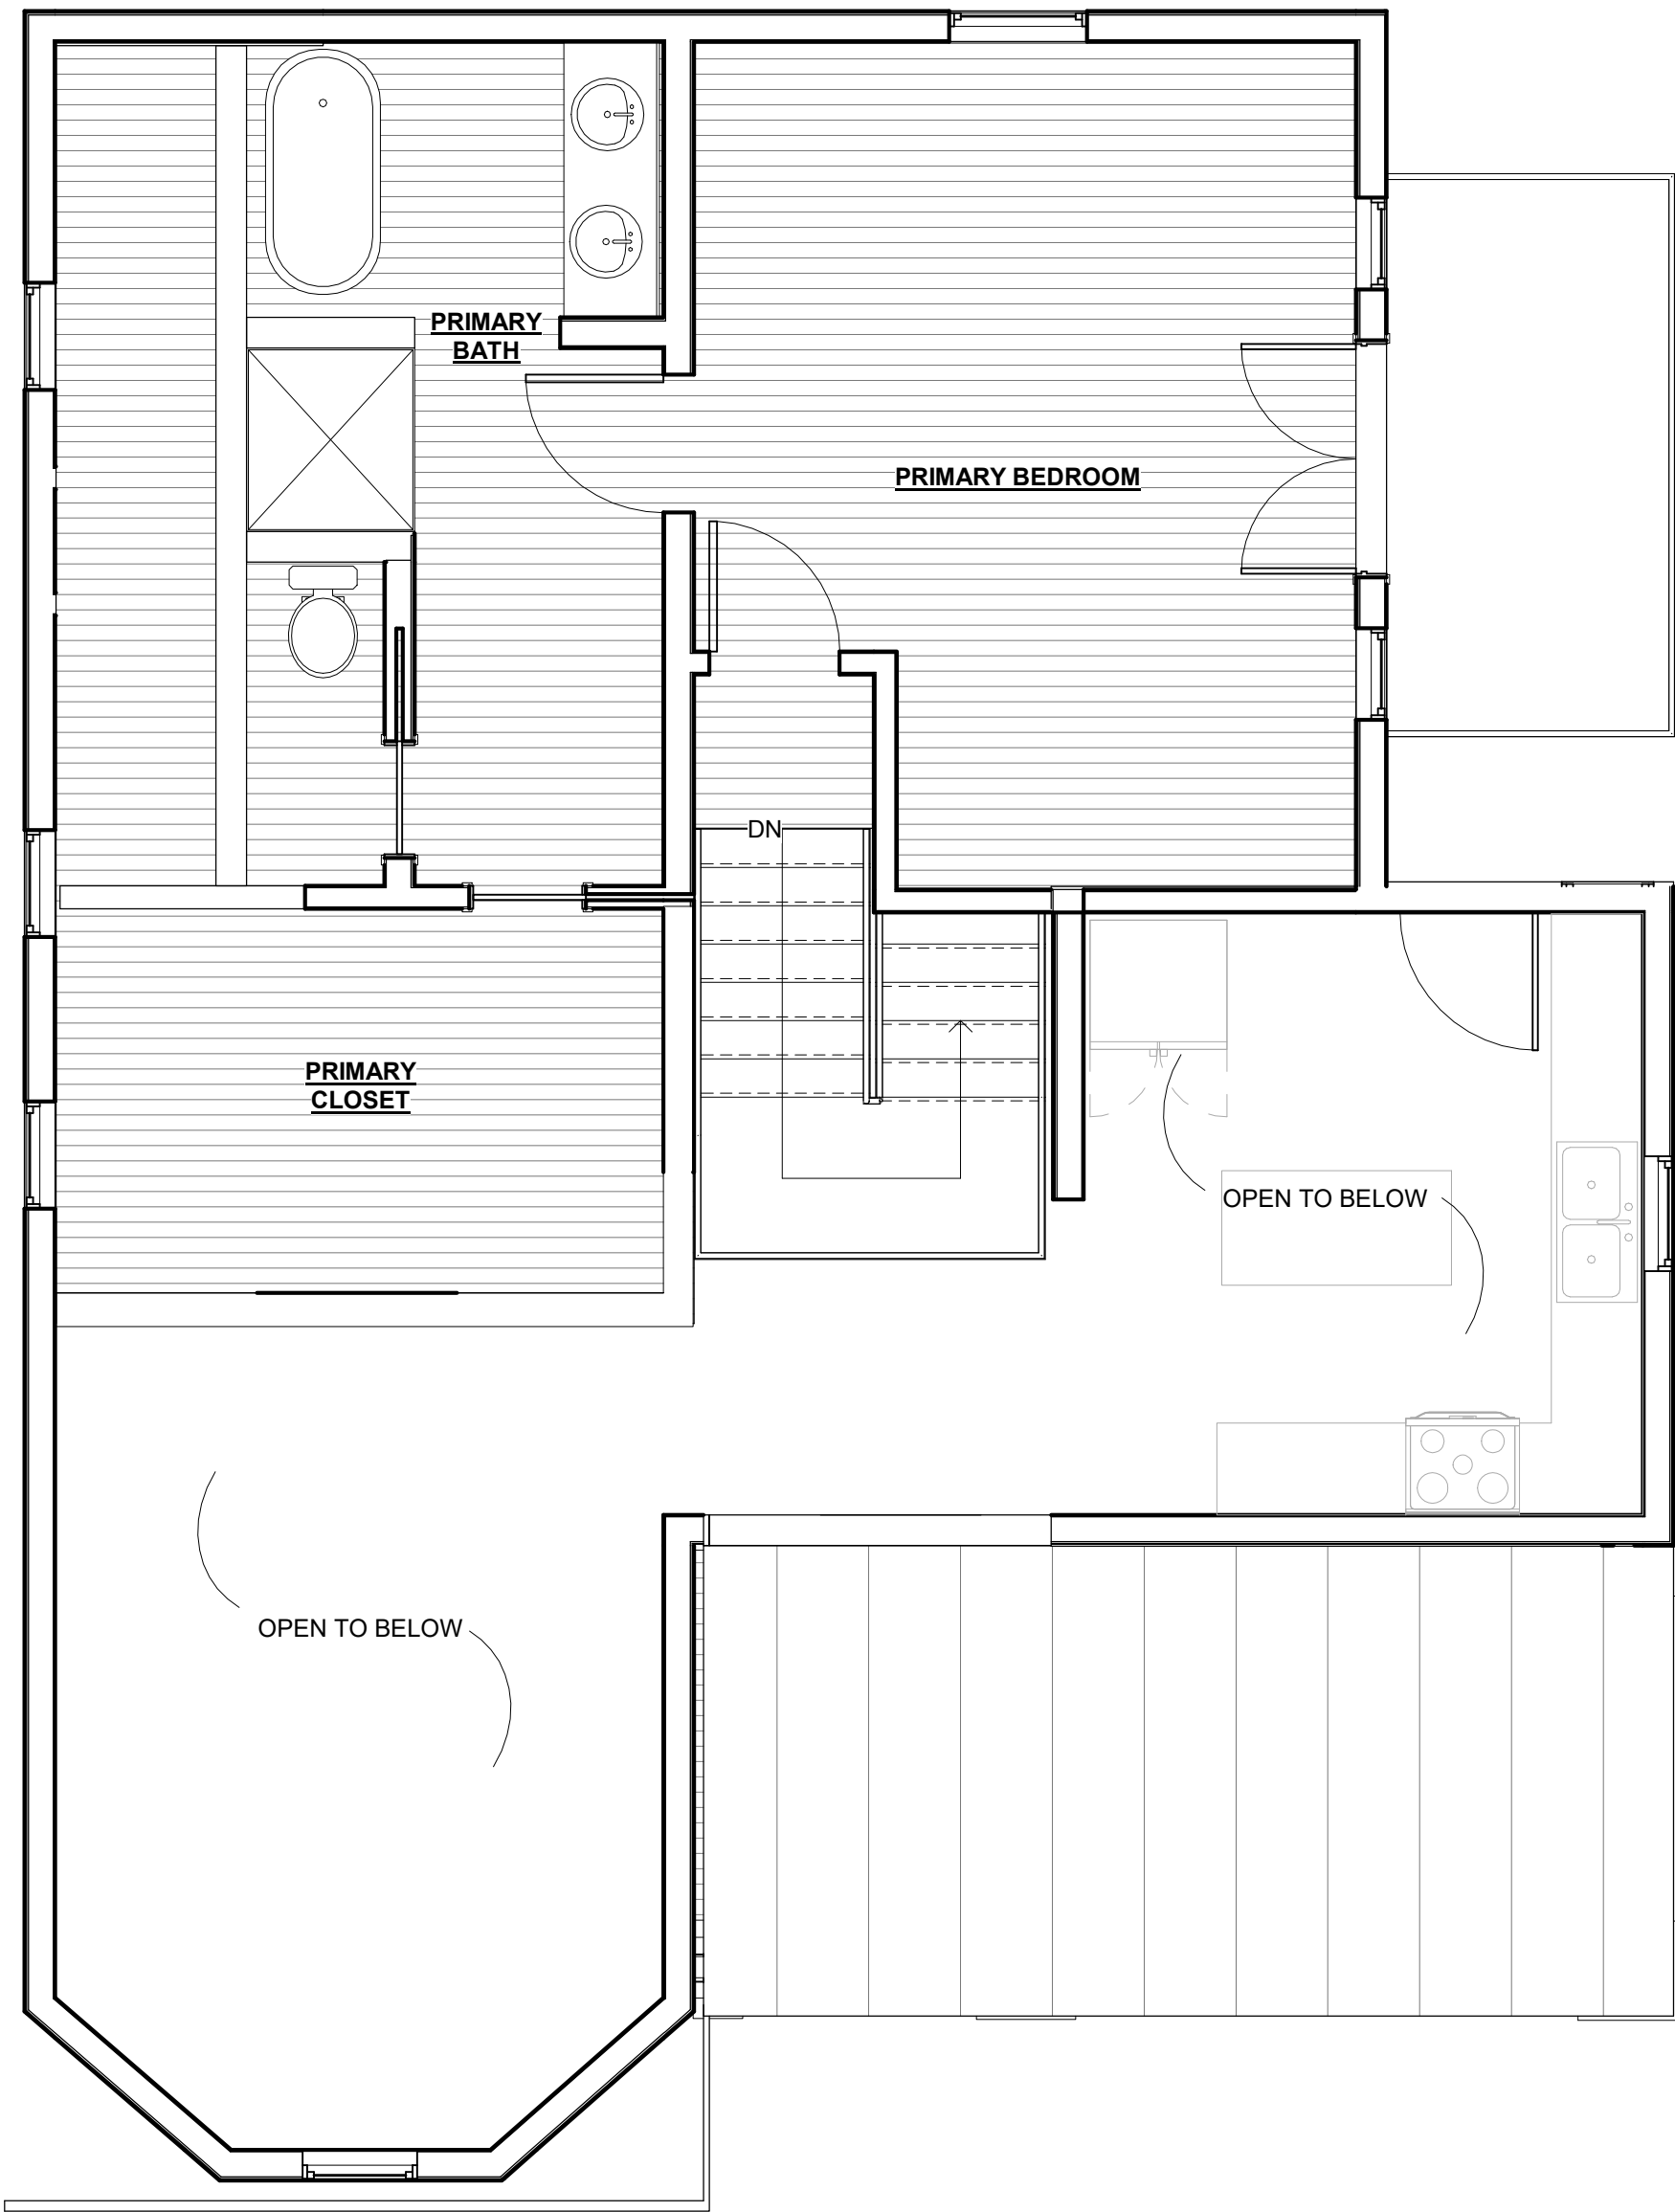 PRIMARY
BATH
PRIMARY BEDROOM
DN
PRIMARY
CLOSET
OPEN TO BELOW
OPEN TO BELOW